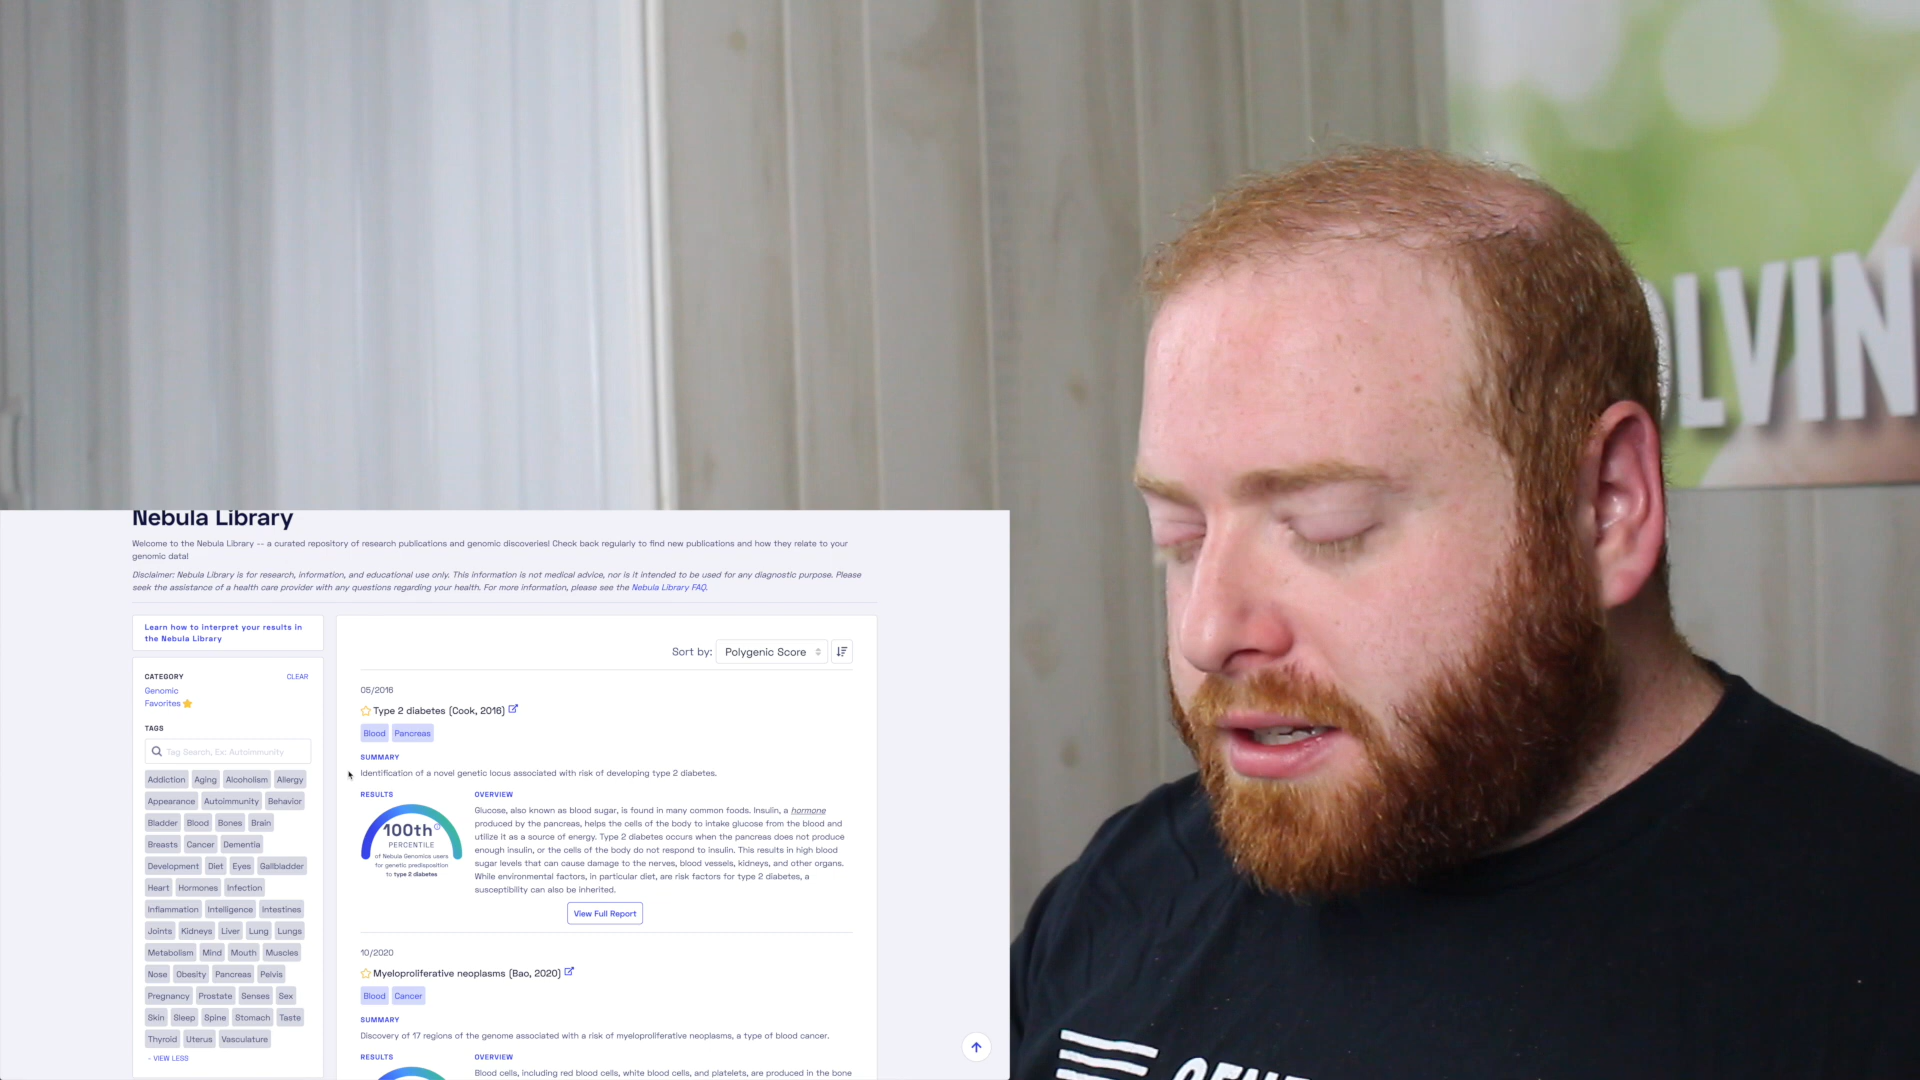 Nebula Library
Welcome to the Nebula Library -- a curated repository of research publications and genomic discoveries! Check back regularly to find new publications and how they relate to your
genomic data!
Disclaimer: Nebula Library is for research, information, and educational use only. This information is not medical advice, nor is it intended to be used for any diagnostic purpose. Please
seek the assistance of a health care provider with any questions regarding your health. For more information, please see the Nebula Library FAQ.
Learn how to interpret your results in
the Nebula Library
CATEGORY CLEAR
Genomic
Favorites
TAGS
Tag Search, Ex: Autoimmunity
Addiction Aging Alcoholism Allergy
Appearance Autoimmunity Behavior
Bladder Blood Bones Brain
Breasts Cancer Dementia
Development Diet Eyes Gallbladder
Heart Hormones Infection
Inflammation Intelligence Intestines
Joints Kidneys Liver Lung Lungs
Metabolism Mind Mouth Muscles
Nose Obesity Pancreas Pelvis
Pregnancy Prostate Senses Sex
Skin Sleep Spine Stomach Taste
Thyroid Uterus Vasculature
- VIEW LESS
Sort by: Polygenic Score
05/2016
Type 2 diabetes (Cook, 2016)
Blood Pancreas
SUMMARY
Identification of a novel genetic locus associated with risk of developing type 2 diabetes.
RESULTS
100th
PERCENTILE
of Nebula Genomics users
for genetic predisposition
to type 2 diabetes
OVERVIEW
Glucose, also known as blood sugar, is found in many common foods. Insulin, a hormone
produced by the pancreas, helps the cells of the body to intake glucose from the blood and
utilize it as a source of energy. Type 2 diabetes occurs when the pancreas does not produce
enough insulin, or the cells of the body do not respond to insulin. This results in high blood
sugar levels that can cause damage to the nerves, blood vessels, kidneys, and other organs.
While environmental factors, in particular diet, are risk factors for type 2 diabetes, a
susceptibility can also be inherited.
View Full Report
10/2020
Myeloproliferative neoplasms (Bao, 2020)
Blood Cancer
SUMMARY
Discovery of 17 regions of the genome associated with a risk of myeloproliferative neoplasms, a type of blood cancer.
RESULTS
OVERVIEW
Blood cells, including red blood cells, white blood cells, and platelets, are produced in the bone
OLVIN